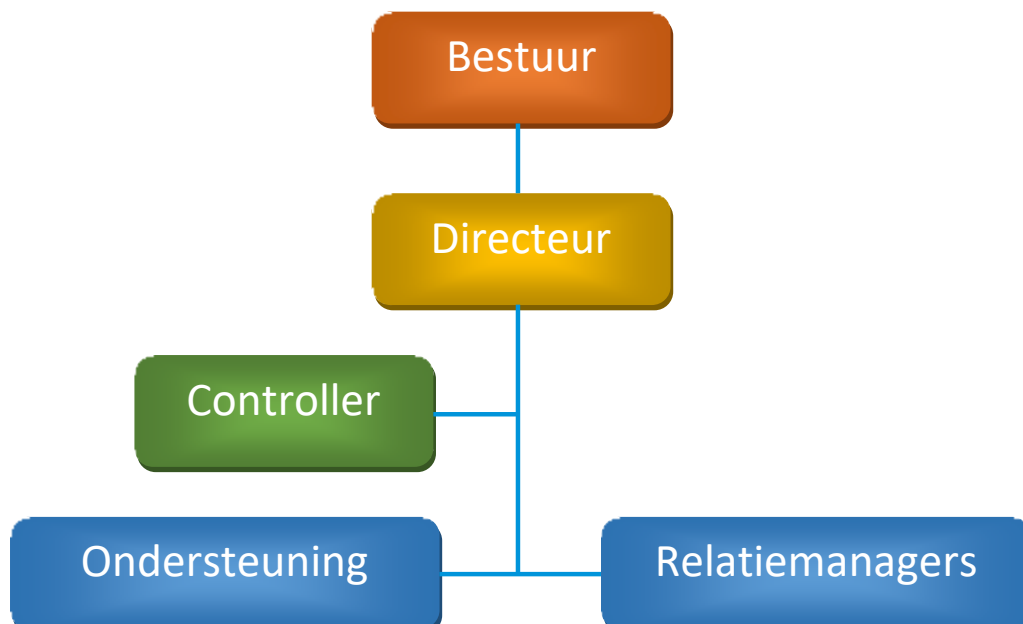 Bestuur
Directeur
Controller
Ondersteuning
Relatiemanagers